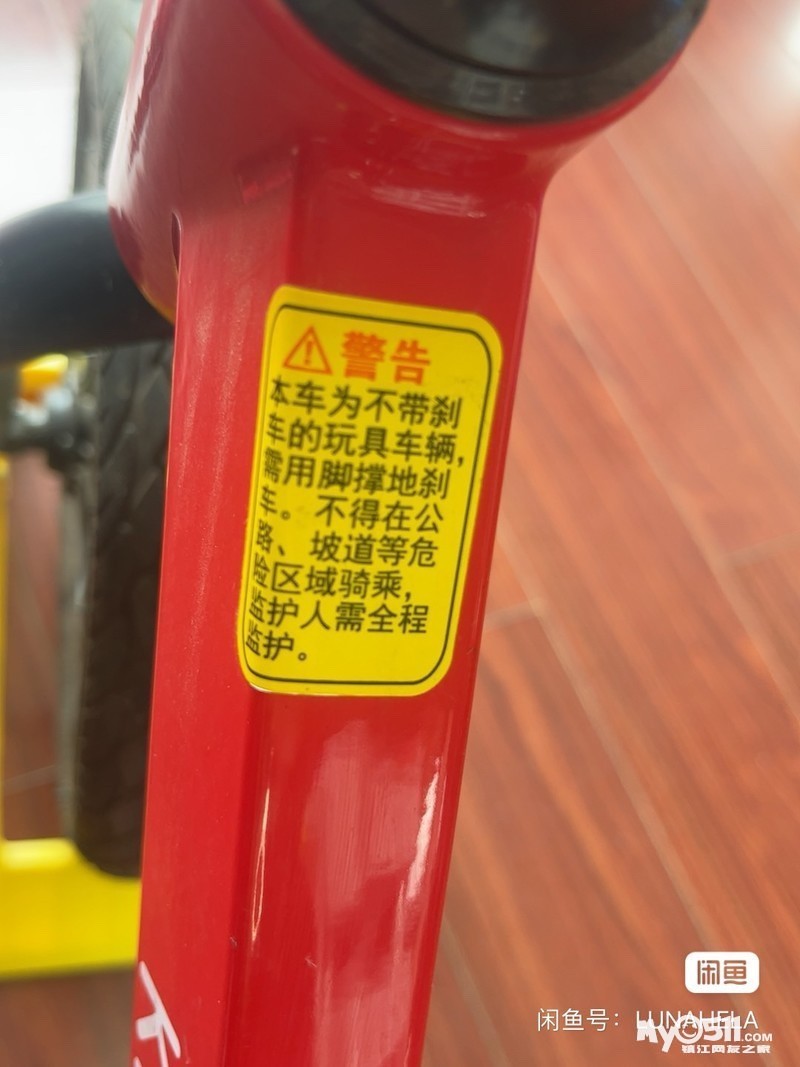 警告
本车为不带刹
车的玩具车辆,
需用脚撑地刹
车。不得在公
路、坡道等危
险区域骑乘,
监护人需全程
监护。
闲鱼
闲鱼号：LUNAHELA
MY0511.COM
镇江网友之家